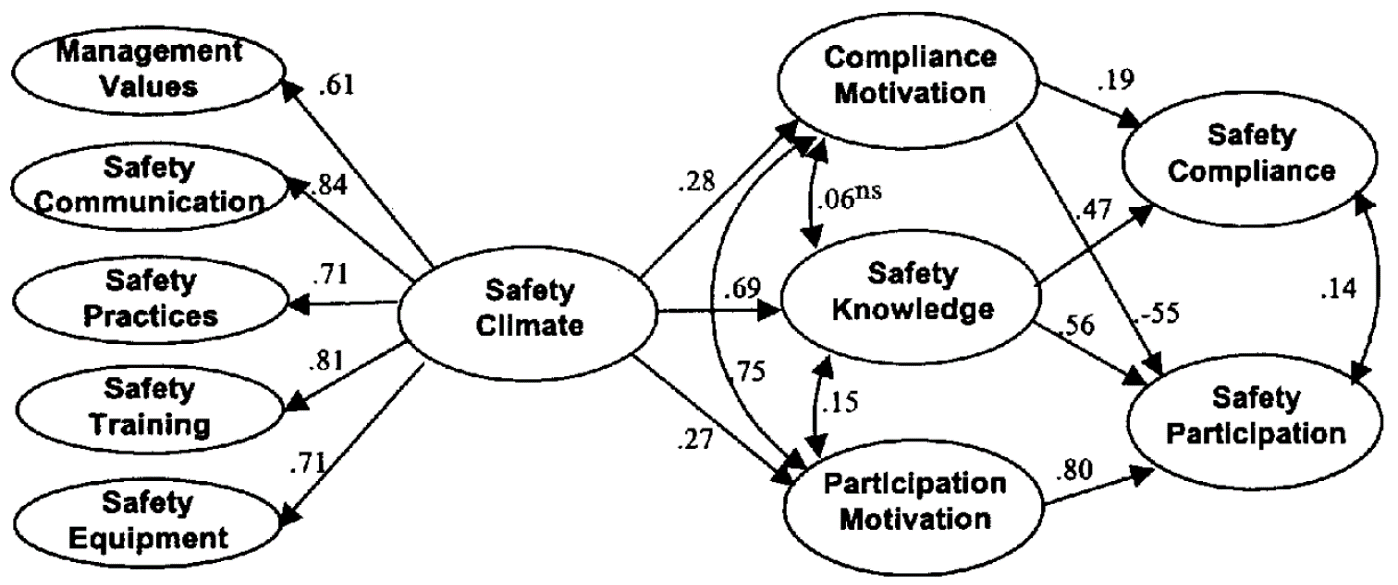 Management
Values
.61
Safety
Communication
.84
Safety
Practices
.71
Safety
Training
.81
Safety
Equipment
.71
Safety
Climate
.28
.69
.27
.75
Compliance
Motivation
.06ns
Safety
Knowledge
.15
Participation
Motivation
.19
.47
.-55
.56
.80
Safety
Compliance
.14
Safety
Participation